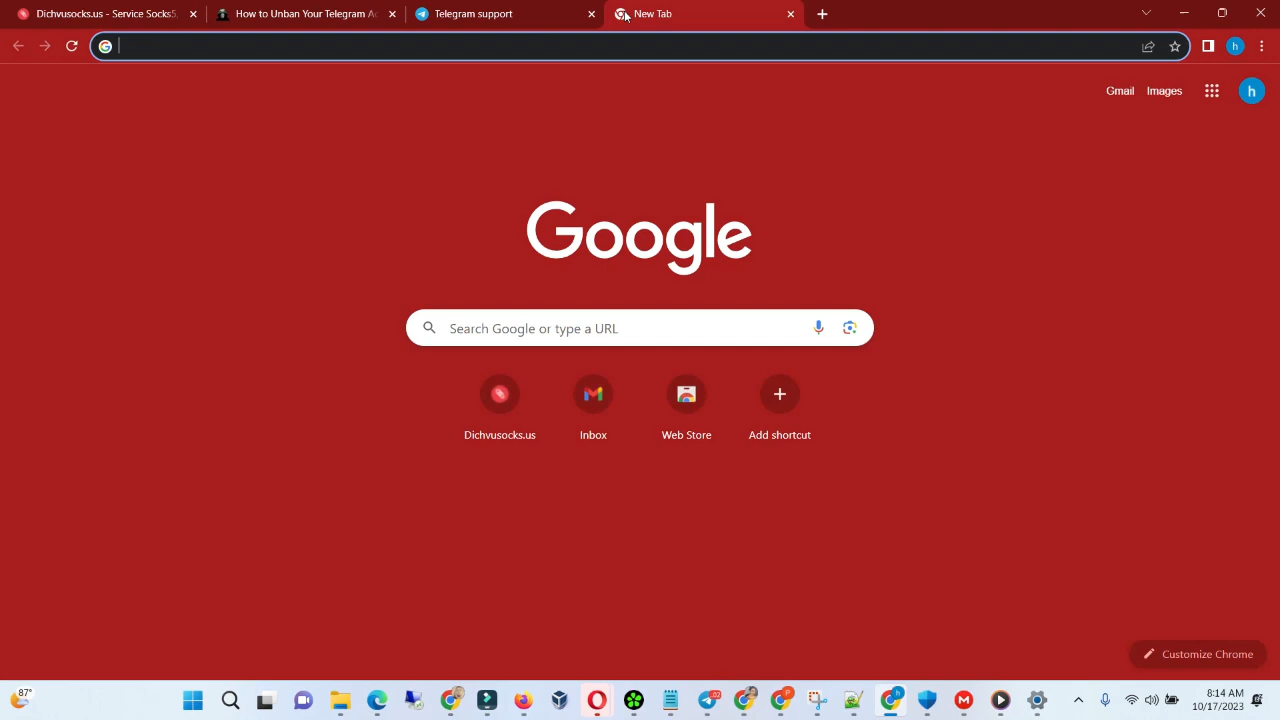 Dichvusocks.us - Service Socks5
How to Unban Your Telegram Ac
Telegram support
New Tab
h
Gmail
Images
h
Google
Search Google or type a URL
Dichvusocks.us
Inbox
Web Store
Add shortcut
Customize Chrome
87°
8:14 AM
10/17/2023